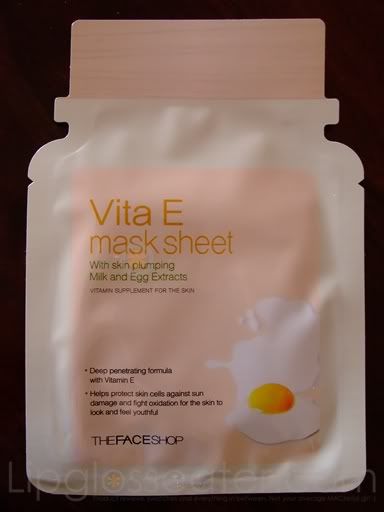 Vita E
mask sheet
With skin plumping
Milk and Egg Extracts
VITAMIN SUPPLEMENT FOR THE SKIN
• Deep penetrating formula
with Vitamin E
• Helps protect skin cells against sun
damage and fight oxidation for the skin to
look and feel youthful
THEFACESHOP